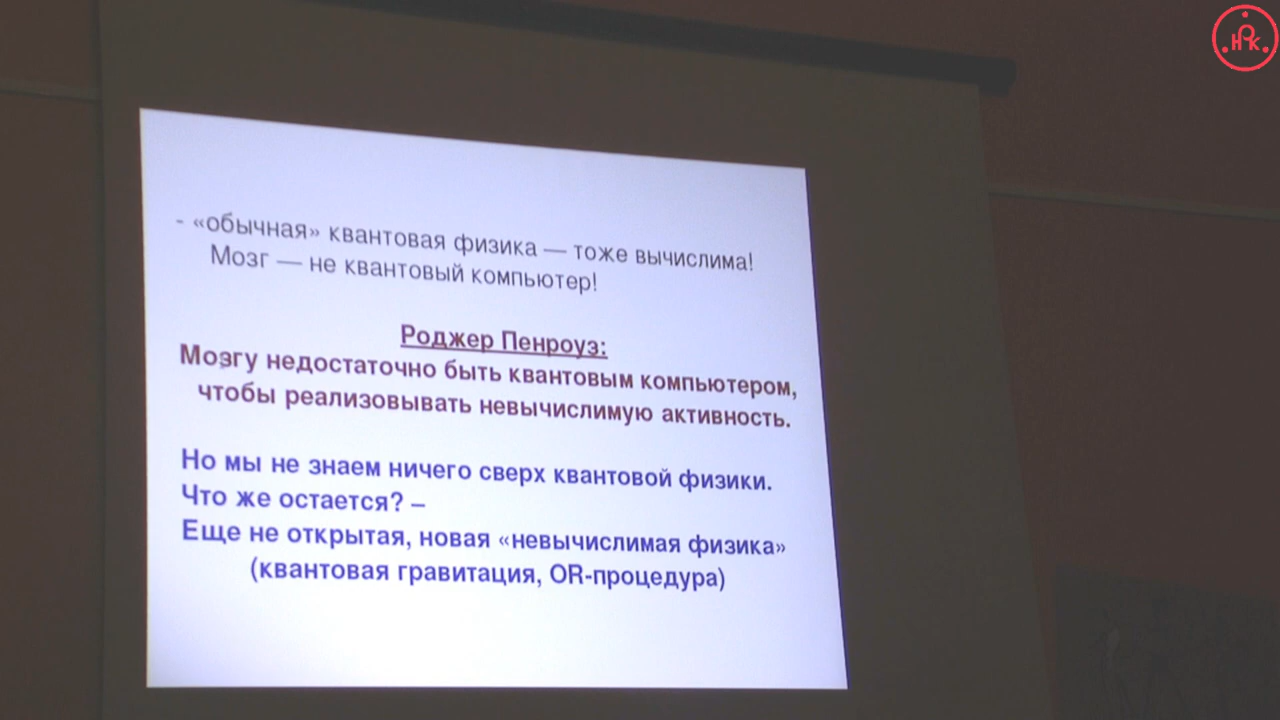 НРК
- «обычная» квантовая физика — тоже вычислима!
Мозг — не квантовый компьютер!
Роджер Пенроуз:
Мозгу недостаточно быть квантовым компьютером,
чтобы реализовывать невычислимую активность.
Но мы не знаем ничего сверх квантовой физики.
Что же остается? –
Еще не открытая, новая «невычислимая физика»
(квантовая гравитация, OR-процедура)